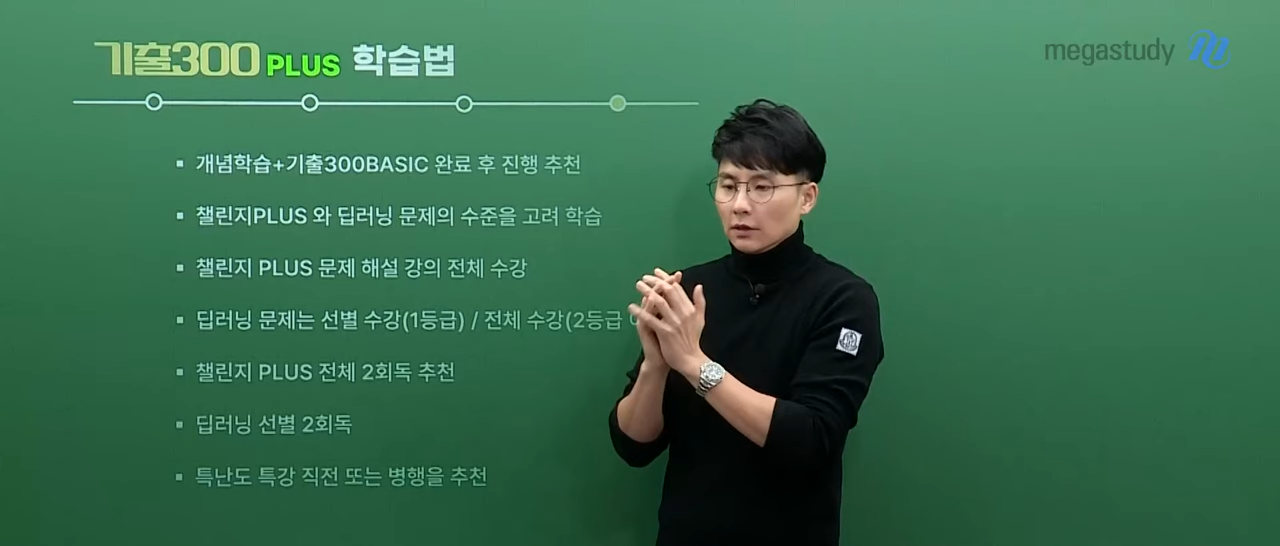 기출300 PLUS 학습법
megastudy
개념학습+기출300BASIC 완료 후 진행 추천
챌린지PLUS 와 딥러닝 문제의 수준을 고려 학습
챌린지 PLUS 문제 해설 강의 전체 수강
딥러닝 문제는 선별 수강(1등급) / 전체 수강(2등급
챌린지 PLUS 전체 2회독 추천
딥러닝 선별 2회독
특난도 특강 직전 또는 병행을 추천